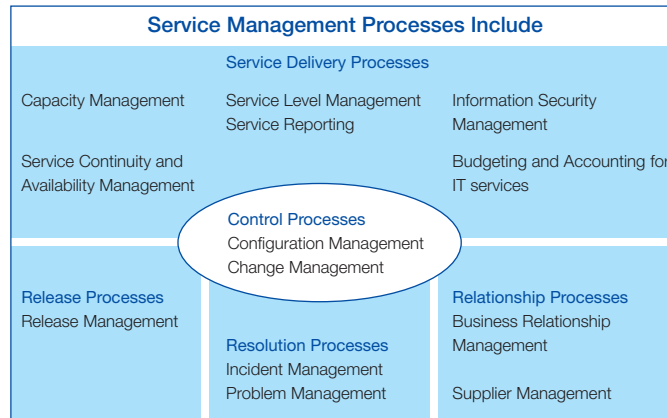 Service Management Processes Include
Service Delivery Processes
Capacity Management
Service Continuity and
Availability Management
Service Level Management
Service Reporting
Information Security
Management
Budgeting and Accounting for
IT services
Control Processes
Configuration Management
Change Management
Release Processes
Release Management
Resolution Processes
Incident Management
Problem Management
Relationship Processes
Business Relationship
Management
Supplier Management